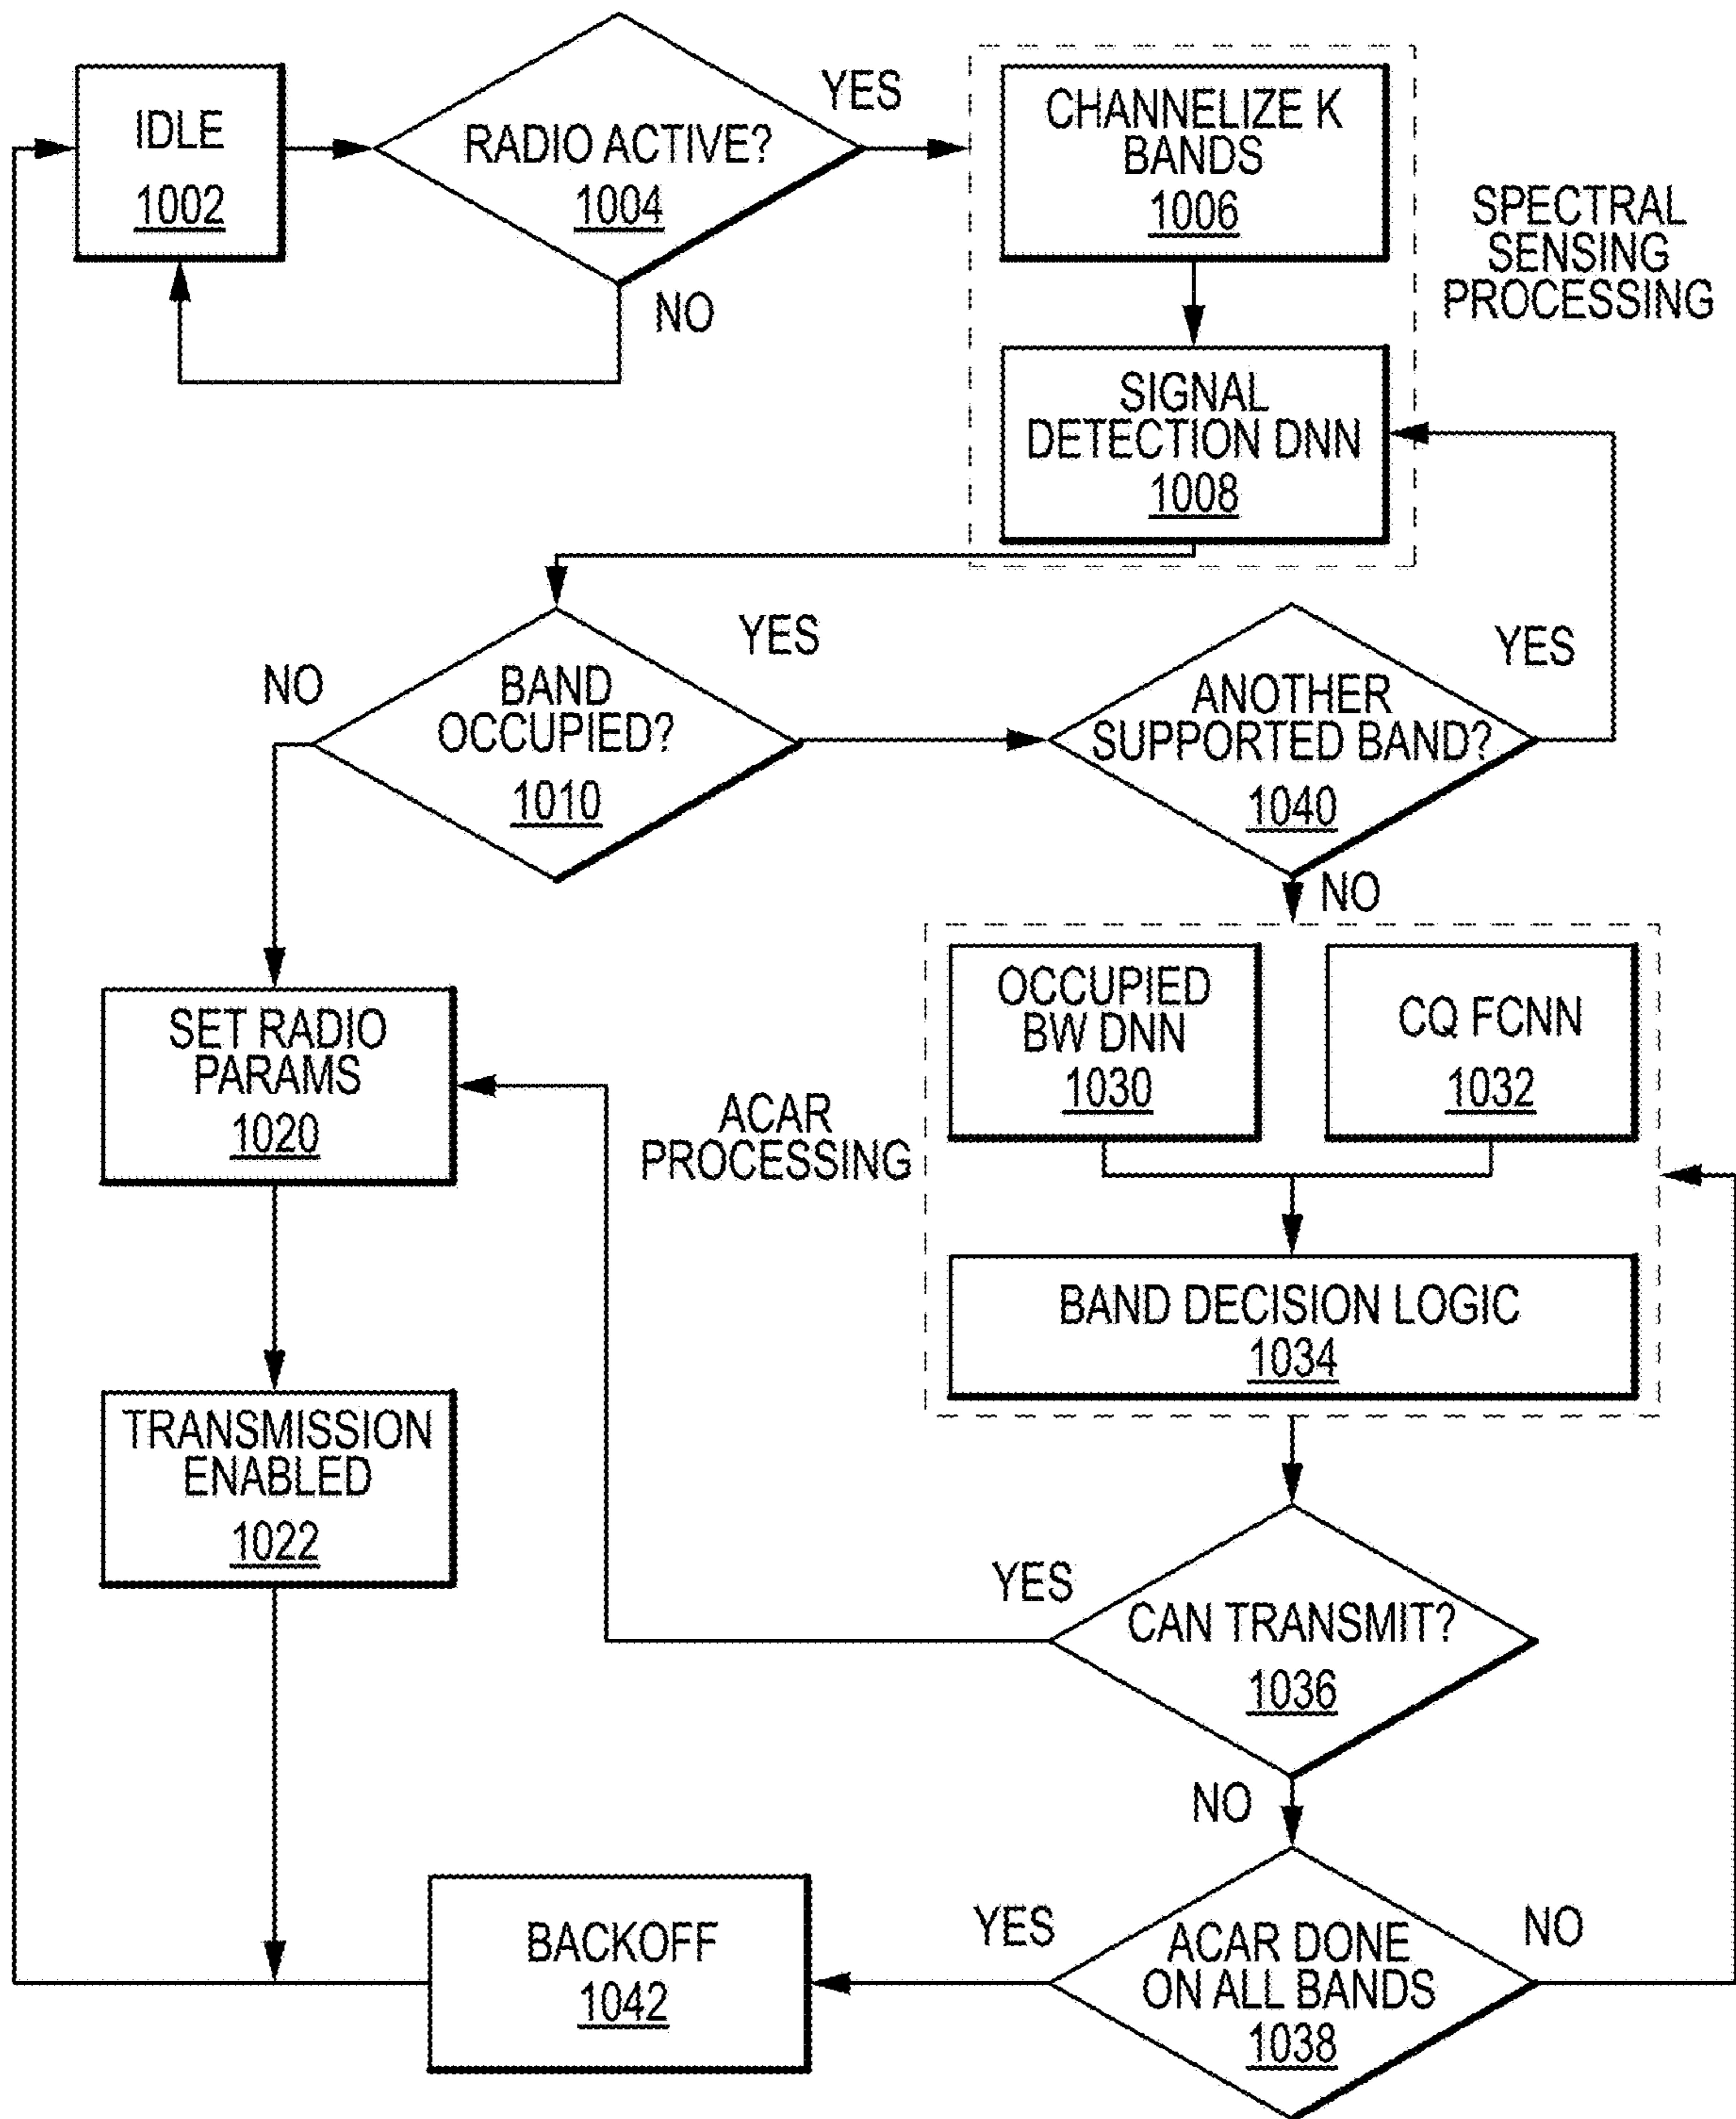 IDLE
1002
RADIO ACTIVE?
1004
YES
NO
CHANNELIZE K
BANDS
1006
SPECTRAL
SENSING
PROCESSING
SIGNAL
DETECTION DNN
1008
NO
BAND
OCCUPIED?
1010
YES
ANOTHER
SUPPORTED BAND?
1040
YES
NO
SET RADIO
PARAMS
1020
ACAR
PROCESSING
OCCUPIED
BW DNN
1030
CQ FCNN
1032
BAND DECISION LOGIC
1034
TRANSMISSION
ENABLED
1022
YES
CAN TRANSMIT?
1036
NO
BACKOFF
1042
YES
ACAR DONE
ON ALL BANDS
1038
NO